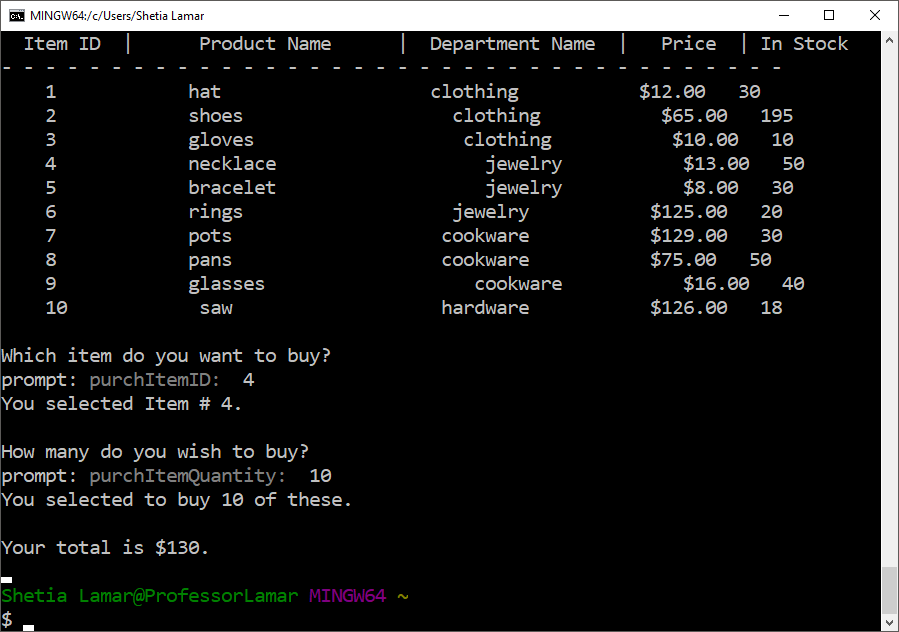 MINGW64:/c/Users/Shetia Lamar
Item ID | Product Name | Department Name | Price | In Stock
- - - - - - - - - - - - - - - - - - - - - - - - - - - - - - - - - - - -
1 hat clothing $12.00 30
2 shoes clothing $65.00 195
3 gloves clothing $10.00 10
4 necklace jewelry $13.00 50
5 bracelet jewelry $8.00 30
6 rings jewelry $125.00 20
7 pots cookware $129.00 30
8 pans cookware $75.00 50
9 glasses cookware $16.00 40
10 saw hardware $126.00 18
Which item do you want to buy?
prompt: purchItemID: 4
You selected Item # 4.
How many do you wish to buy?
prompt: purchItemQuantity: 10
You selected to buy 10 of these.
Your total is $130.
Shetia Lamar@ProfessorLamar MINGW64 ~
$